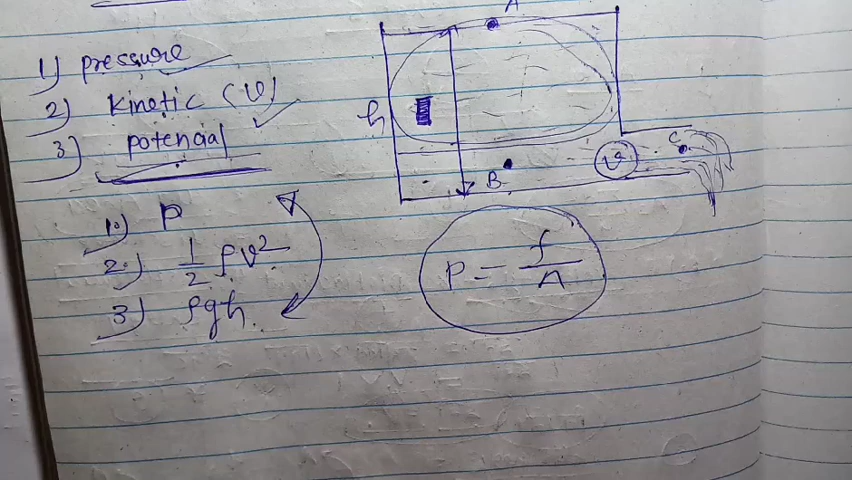 1) pressure
2) kinetic (v)
3) potencial
1.) P
2.) 1/2 ρv²
3) ρgh
A
h
B
v
C
P = f/A